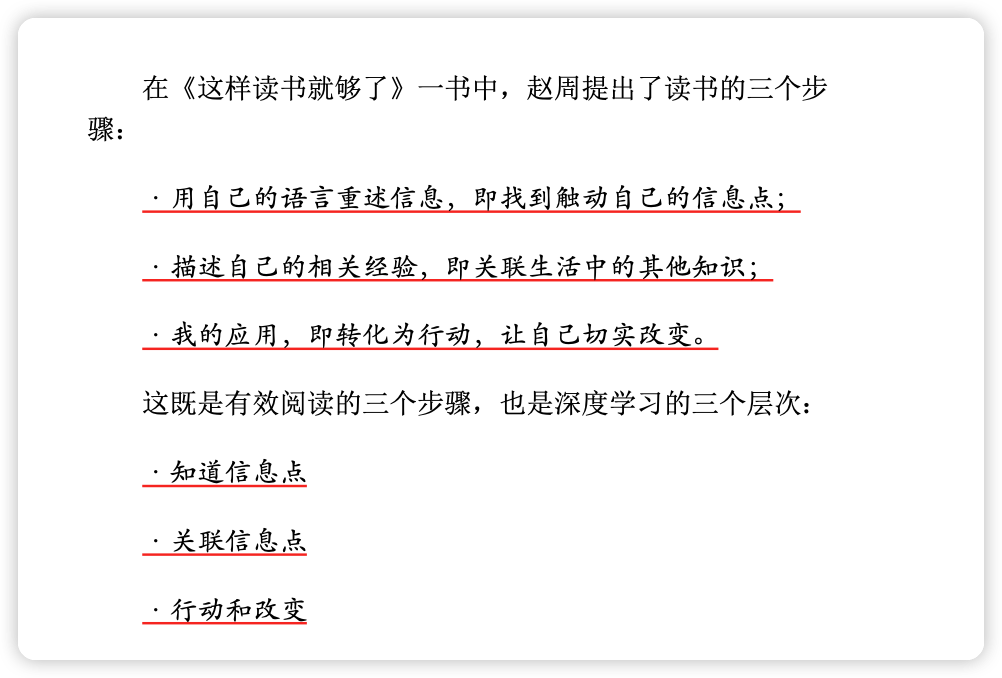 在《这样读书就够了》一书中，赵周提出了读书的三个步
骤：
· 用自己的语言重述信息，即找到触动自己的信息点；
· 描述自己的相关经验，即关联生活中的其他知识；
· 我的应用，即转化为行动，让自己切实改变。
这既是有效阅读的三个步骤，也是深度学习的三个层次：
· 知道信息点
· 关联信息点
· 行动和改变